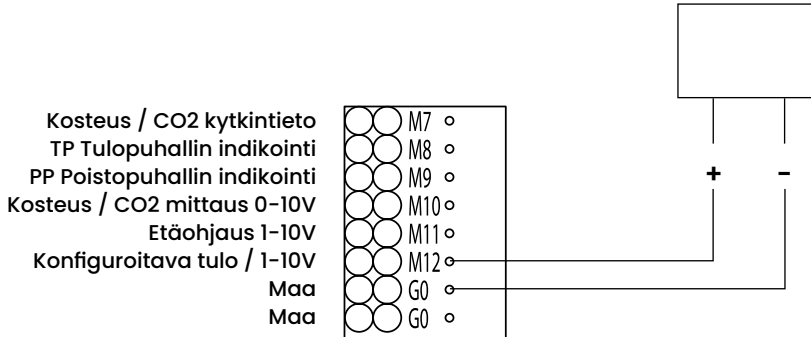 Kosteus / CO2 kytkintieto M7
TP Tulopuhallin indikointi M8
PP Poistopuhallin indikointi M9
Kosteus / CO2 mittaus 0-10V M10
Etäohjaus 1-10V M11
Konfiguroitava tulo / 1-10V M12
Maa G0
Maa G0
+ -